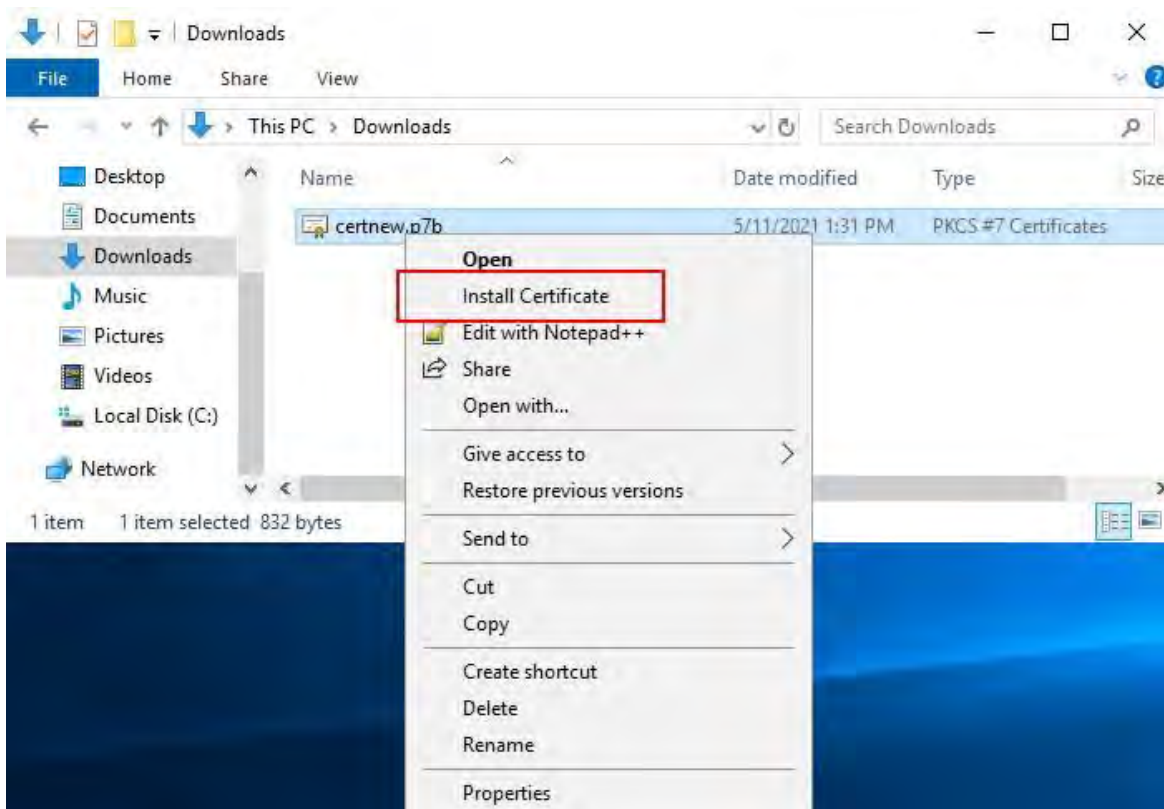 Downloads
File Home Share View
This PC > Downloads Search Downloads
Desktop
Name Date modified Type Size
Documents
certnew.p7b 5/11/2021 1:31 PM PKCS #7 Certificates
Downloads
Open
Music
Install Certificate
Pictures
Edit with Notepad++
Videos
Share
Local Disk (C:)
Open with...
Network
Give access to
Restore previous versions
1 item 1 item selected 832 bytes
Send to
Cut
Copy
Create shortcut
Delete
Rename
Properties